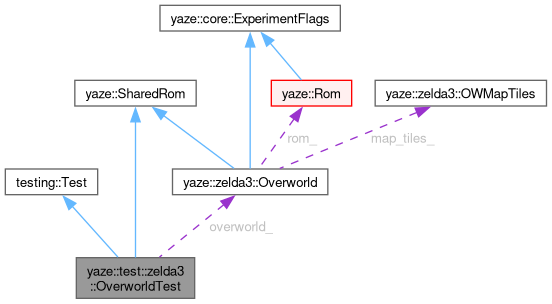 yaze::core::ExperimentFlags
yaze::SharedRom
yaze::Rom
yaze::zelda3::OWMapTiles
rom_
map_tiles_
testing::Test
yaze::zelda3::Overworld
overworld_
yaze::test::zelda3
::OverworldTest